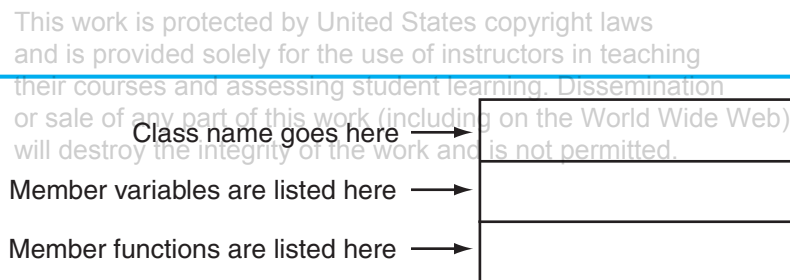 This work is protected by United States copyright laws
and is provided solely for the use of instructors in teaching
their courses and assessing student learning. Dissemination
or sale of any part of this work (including on the World Wide Web)
will destroy the integrity of the work and is not permitted.
Class name goes here
Member variables are listed here
Member functions are listed here